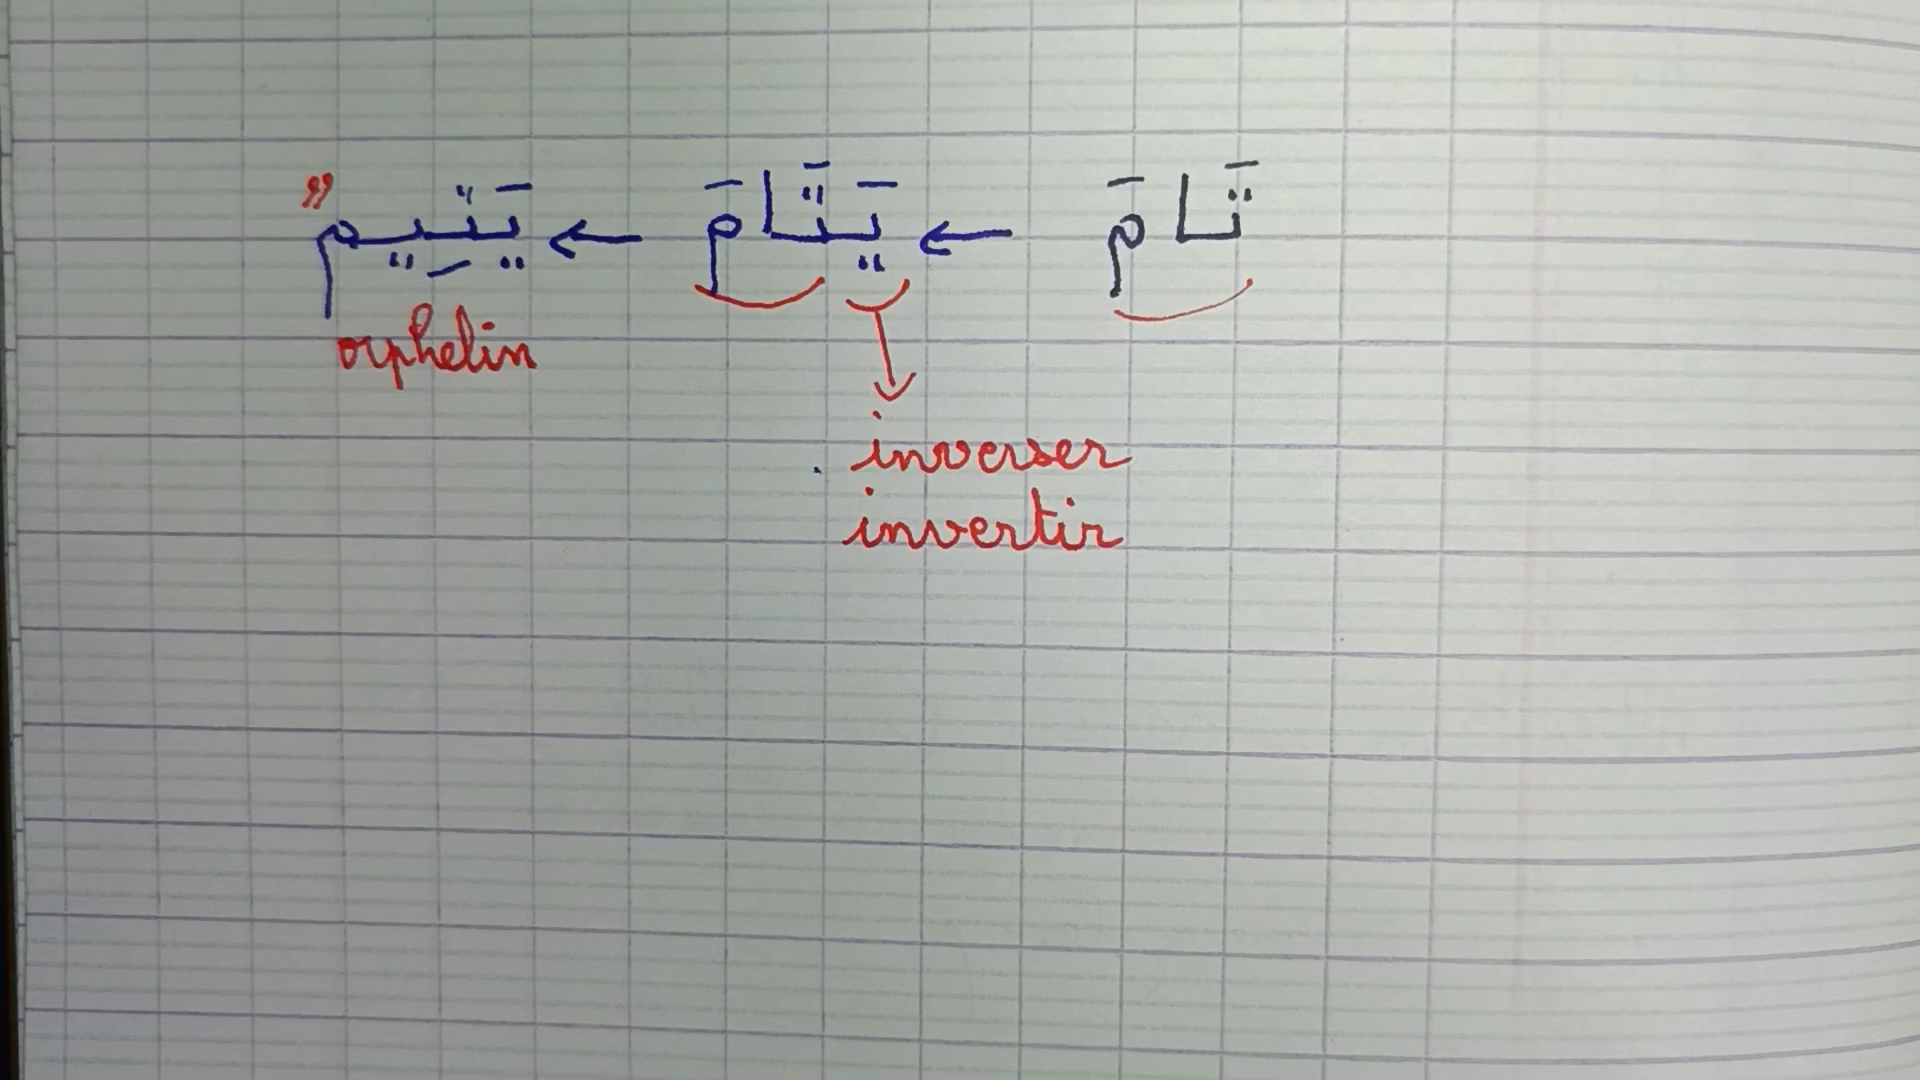 تَامَ ← يَتَامَ ← يَتِيمٌ
orphelin
inverser
invertir